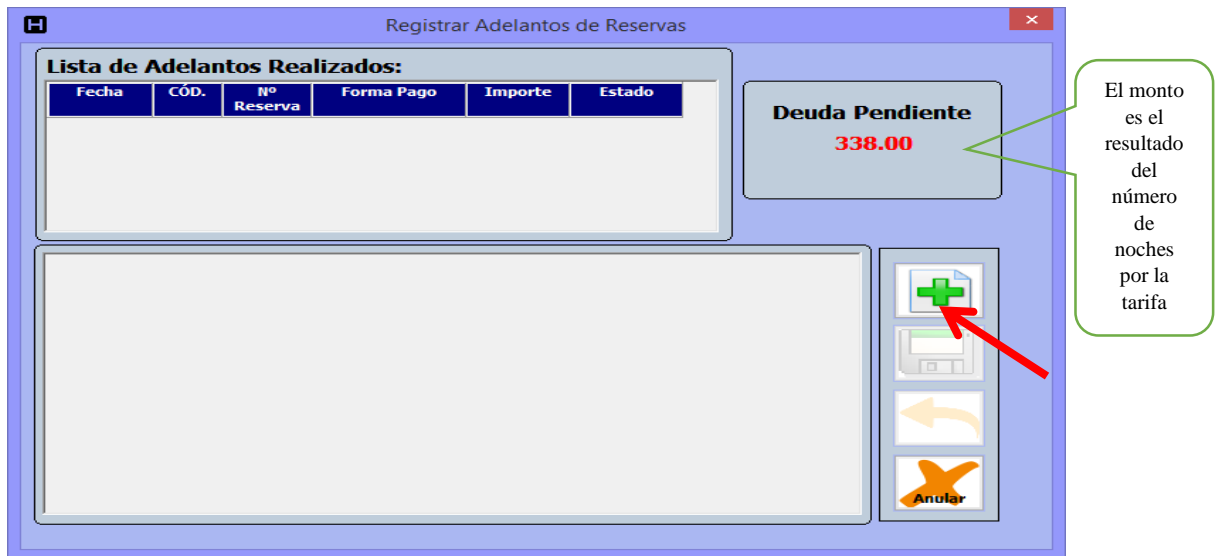 H
Registrar Adelantos de Reservas
×
Lista de Adelantos Realizados:
Fecha CÓD. Nº Reserva Forma Pago Importe Estado
Deuda Pendiente
338.00
El monto
es el
resultado
del
número
de
noches
por la
tarifa
Anular